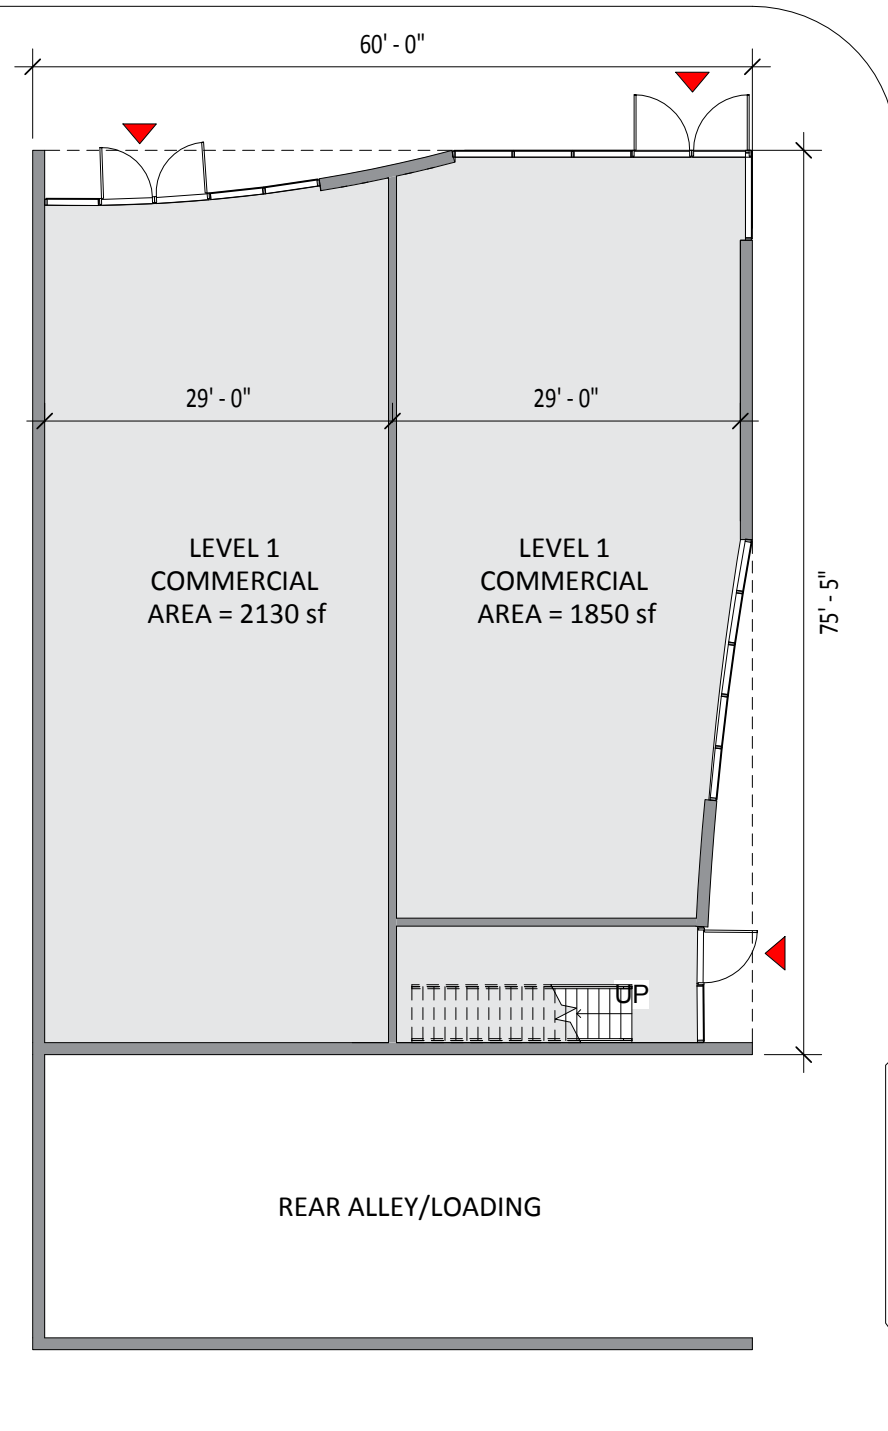 60' - 0"
29' - 0"
29' - 0"
LEVEL 1
COMMERCIAL
AREA = 2130 sf
LEVEL 1
COMMERCIAL
AREA = 1850 sf
75' - 5"
UP
REAR ALLEY/LOADING